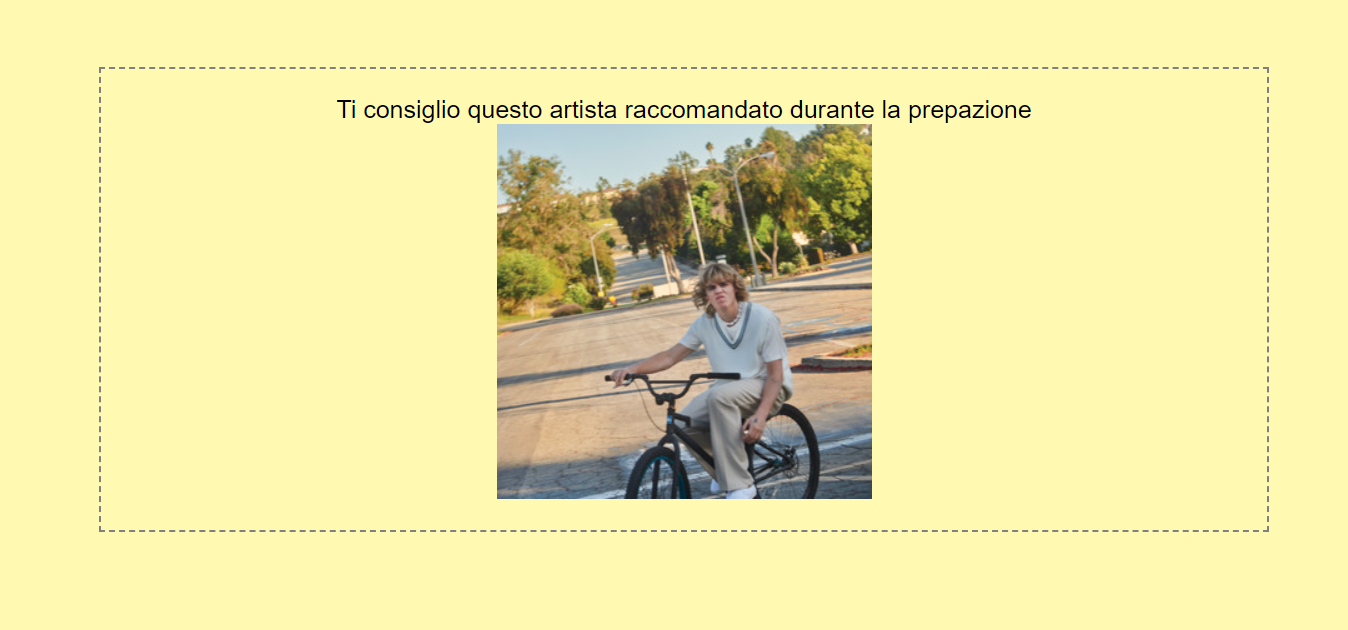 Ti consiglio questo artista raccomandato durante la prepazione